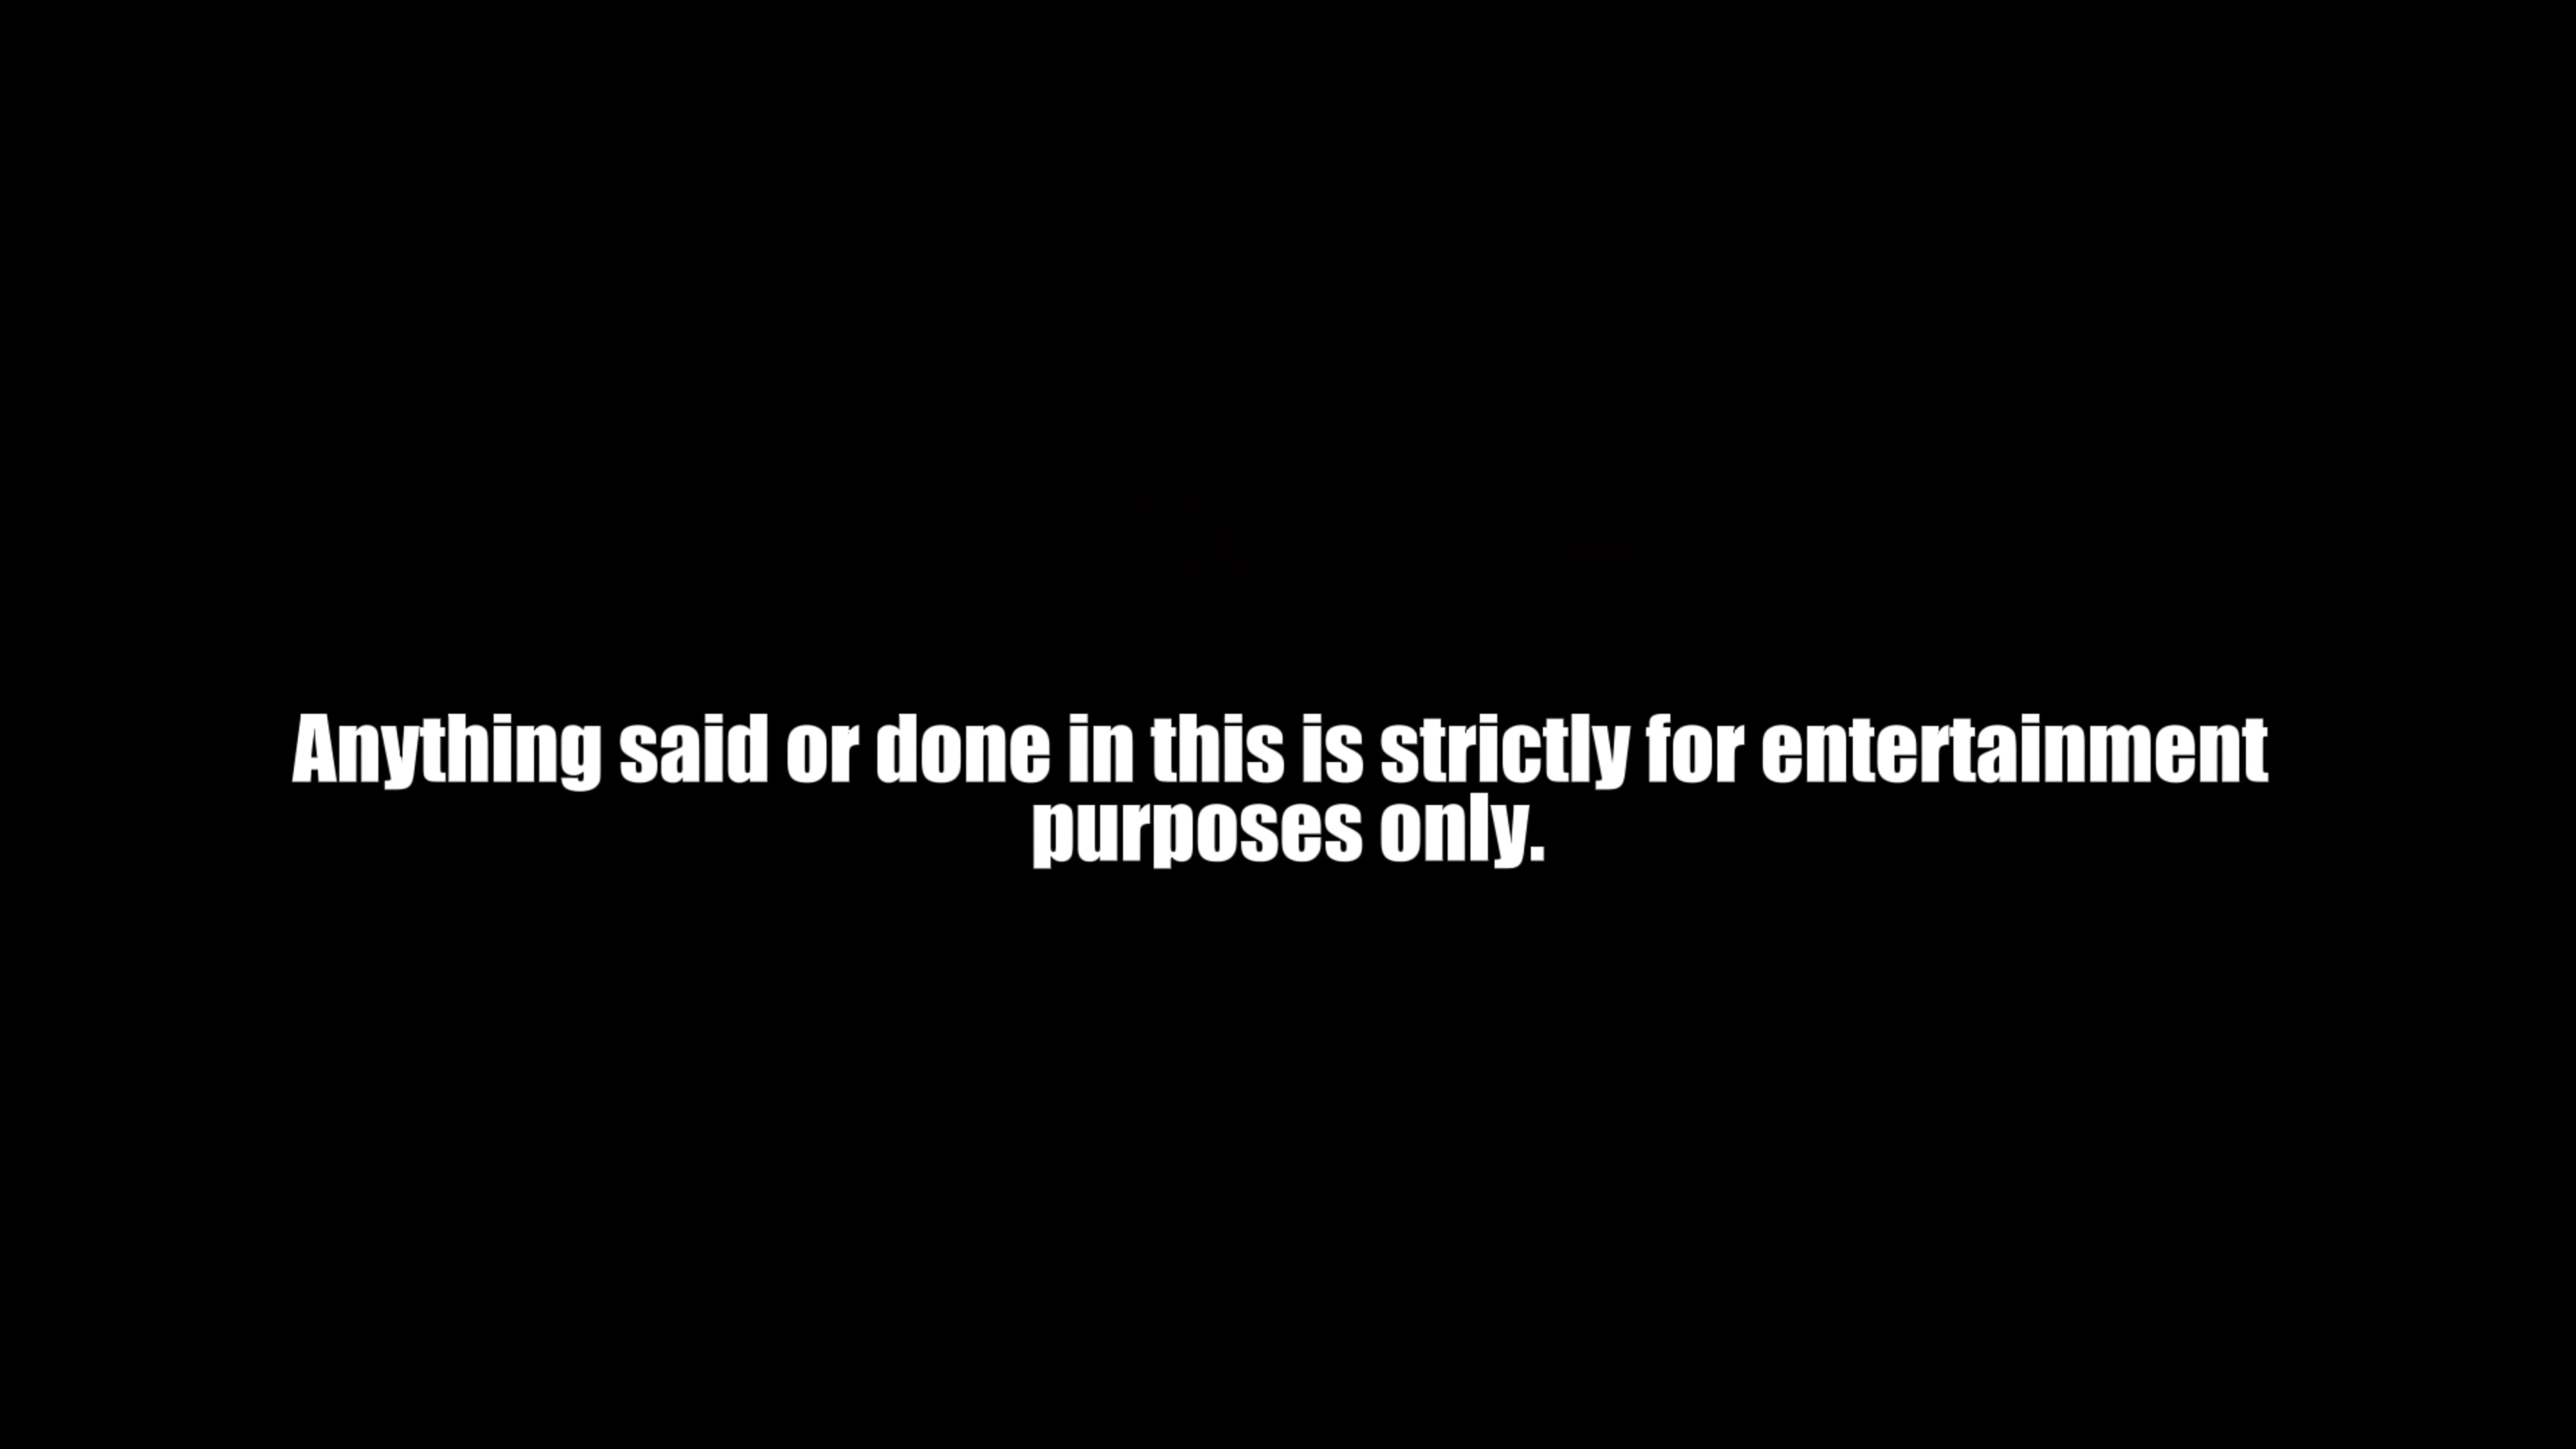 Anything said or done in this is strictly for entertainment
purposes only.